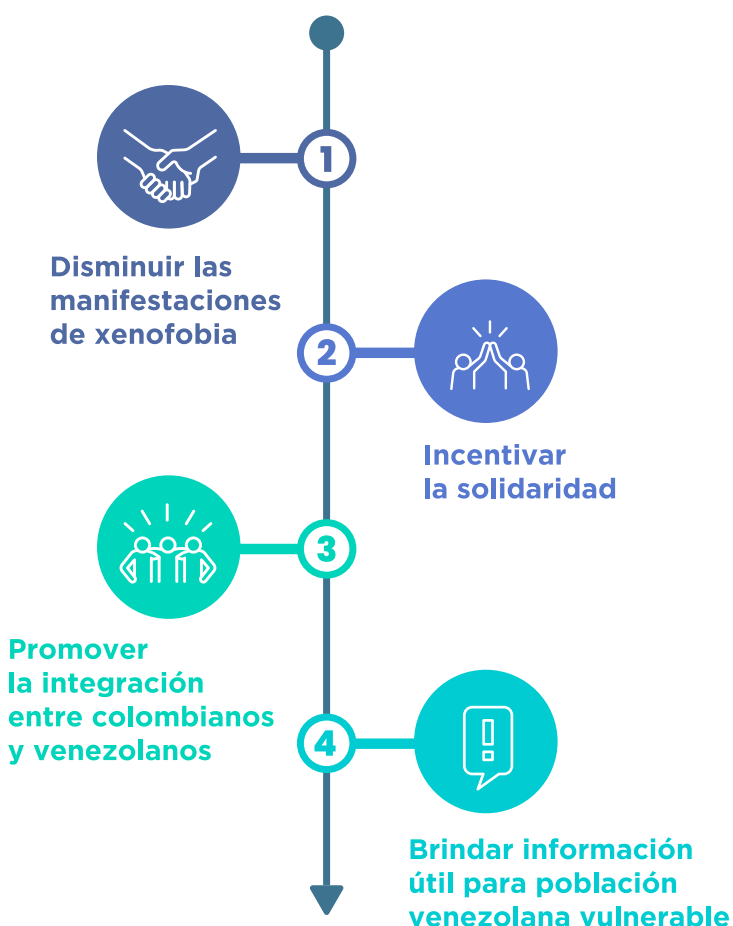 1
Disminuir las
manifestaciones
de xenofobia
2
Incentivar
la solidaridad
3
Promover
la integración
entre colombianos
y venezolanos
4
Brindar información
útil para población
venezolana vulnerable